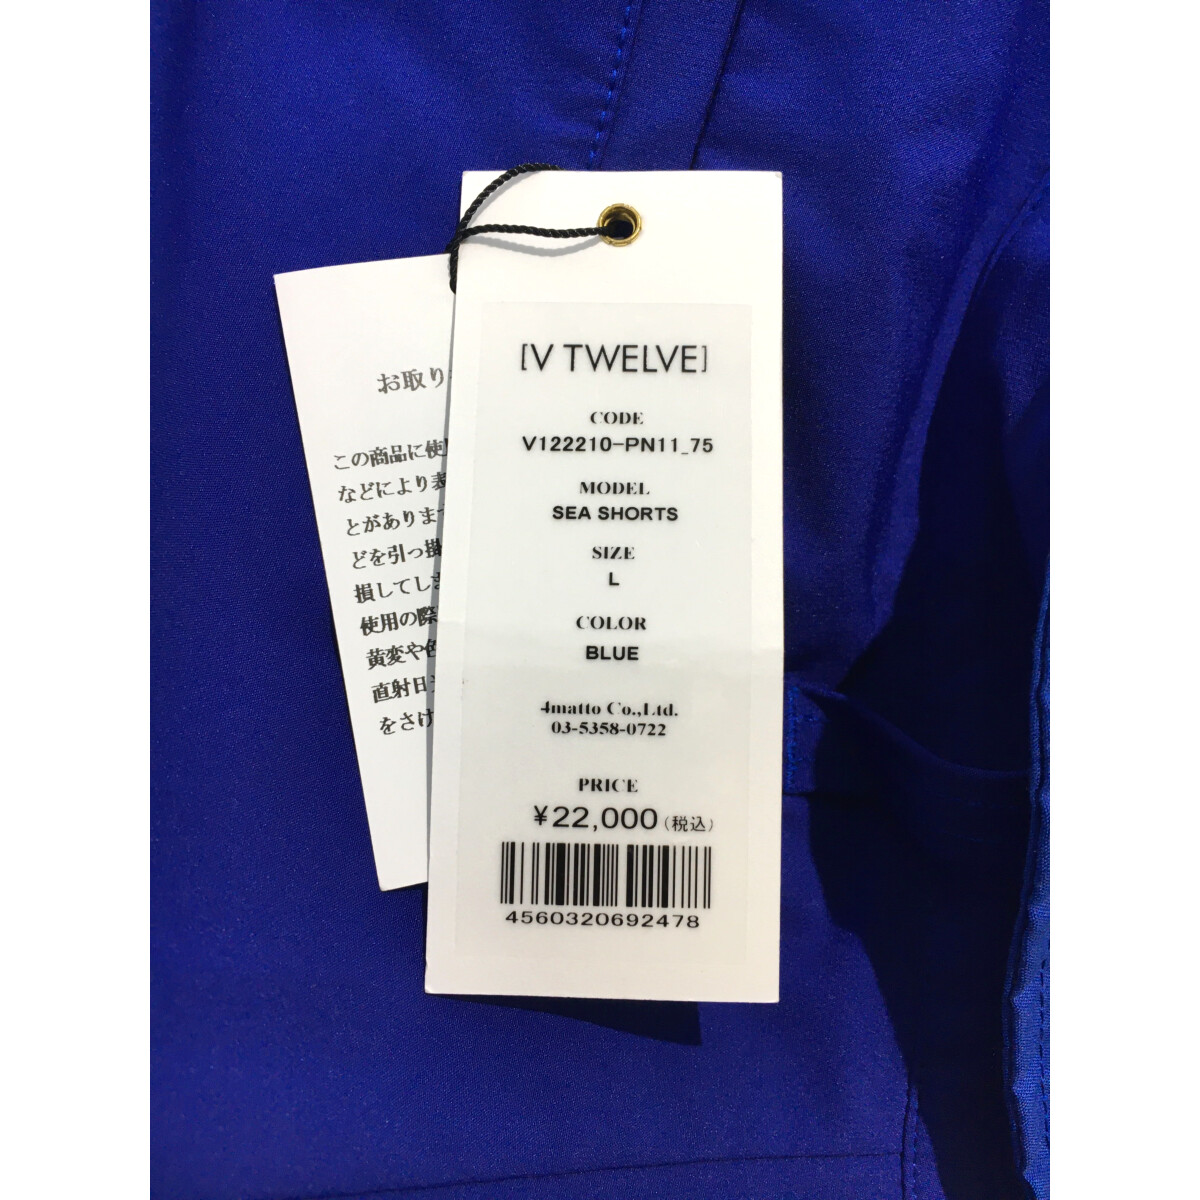 [V TWELVE]
CODE
V122210-PN11_75
MODEL
SEA SHORTS
SIZE
L
COLOR
BLUE
4matto Co.,Ltd.
03-5358-0722
PRICE
¥22,000(税込)
4560320692478
お取り
この商品に使
などにより表
とがありま
どを引っ掛
損してしま
使用の際
黄変や色
直射日
をさけ